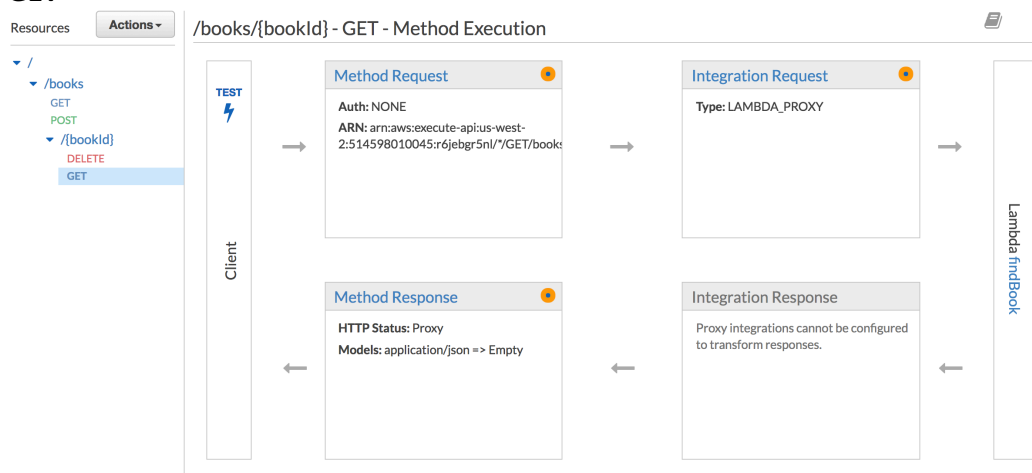 Resources
Actions
/books/{bookId} - GET - Method Execution
/
/books
GET
POST
/{bookId}
DELETE
GET
TEST
Client
Method Request
Auth: NONE
ARN: arn:aws:execute-api:us-west-
2:514598010045:r6jebgr5nl/*/GET/books
Integration Request
Type: LAMBDA_PROXY
Lambda findBook
Method Response
HTTP Status: Proxy
Models: application/json => Empty
Integration Response
Proxy integrations cannot be configured
to transform responses.